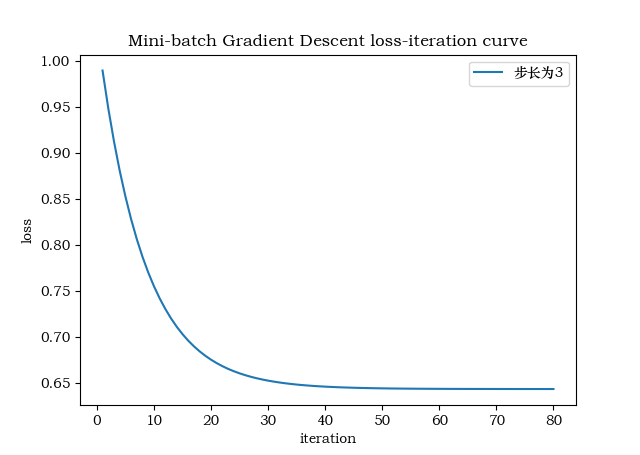 Mini-batch Gradient Descent loss-iteration curve
步长为3
1.00
0.95
0.90
0.85
0.80
0.75
0.70
0.65
loss
0 10 20 30 40 50 60 70 80
iteration